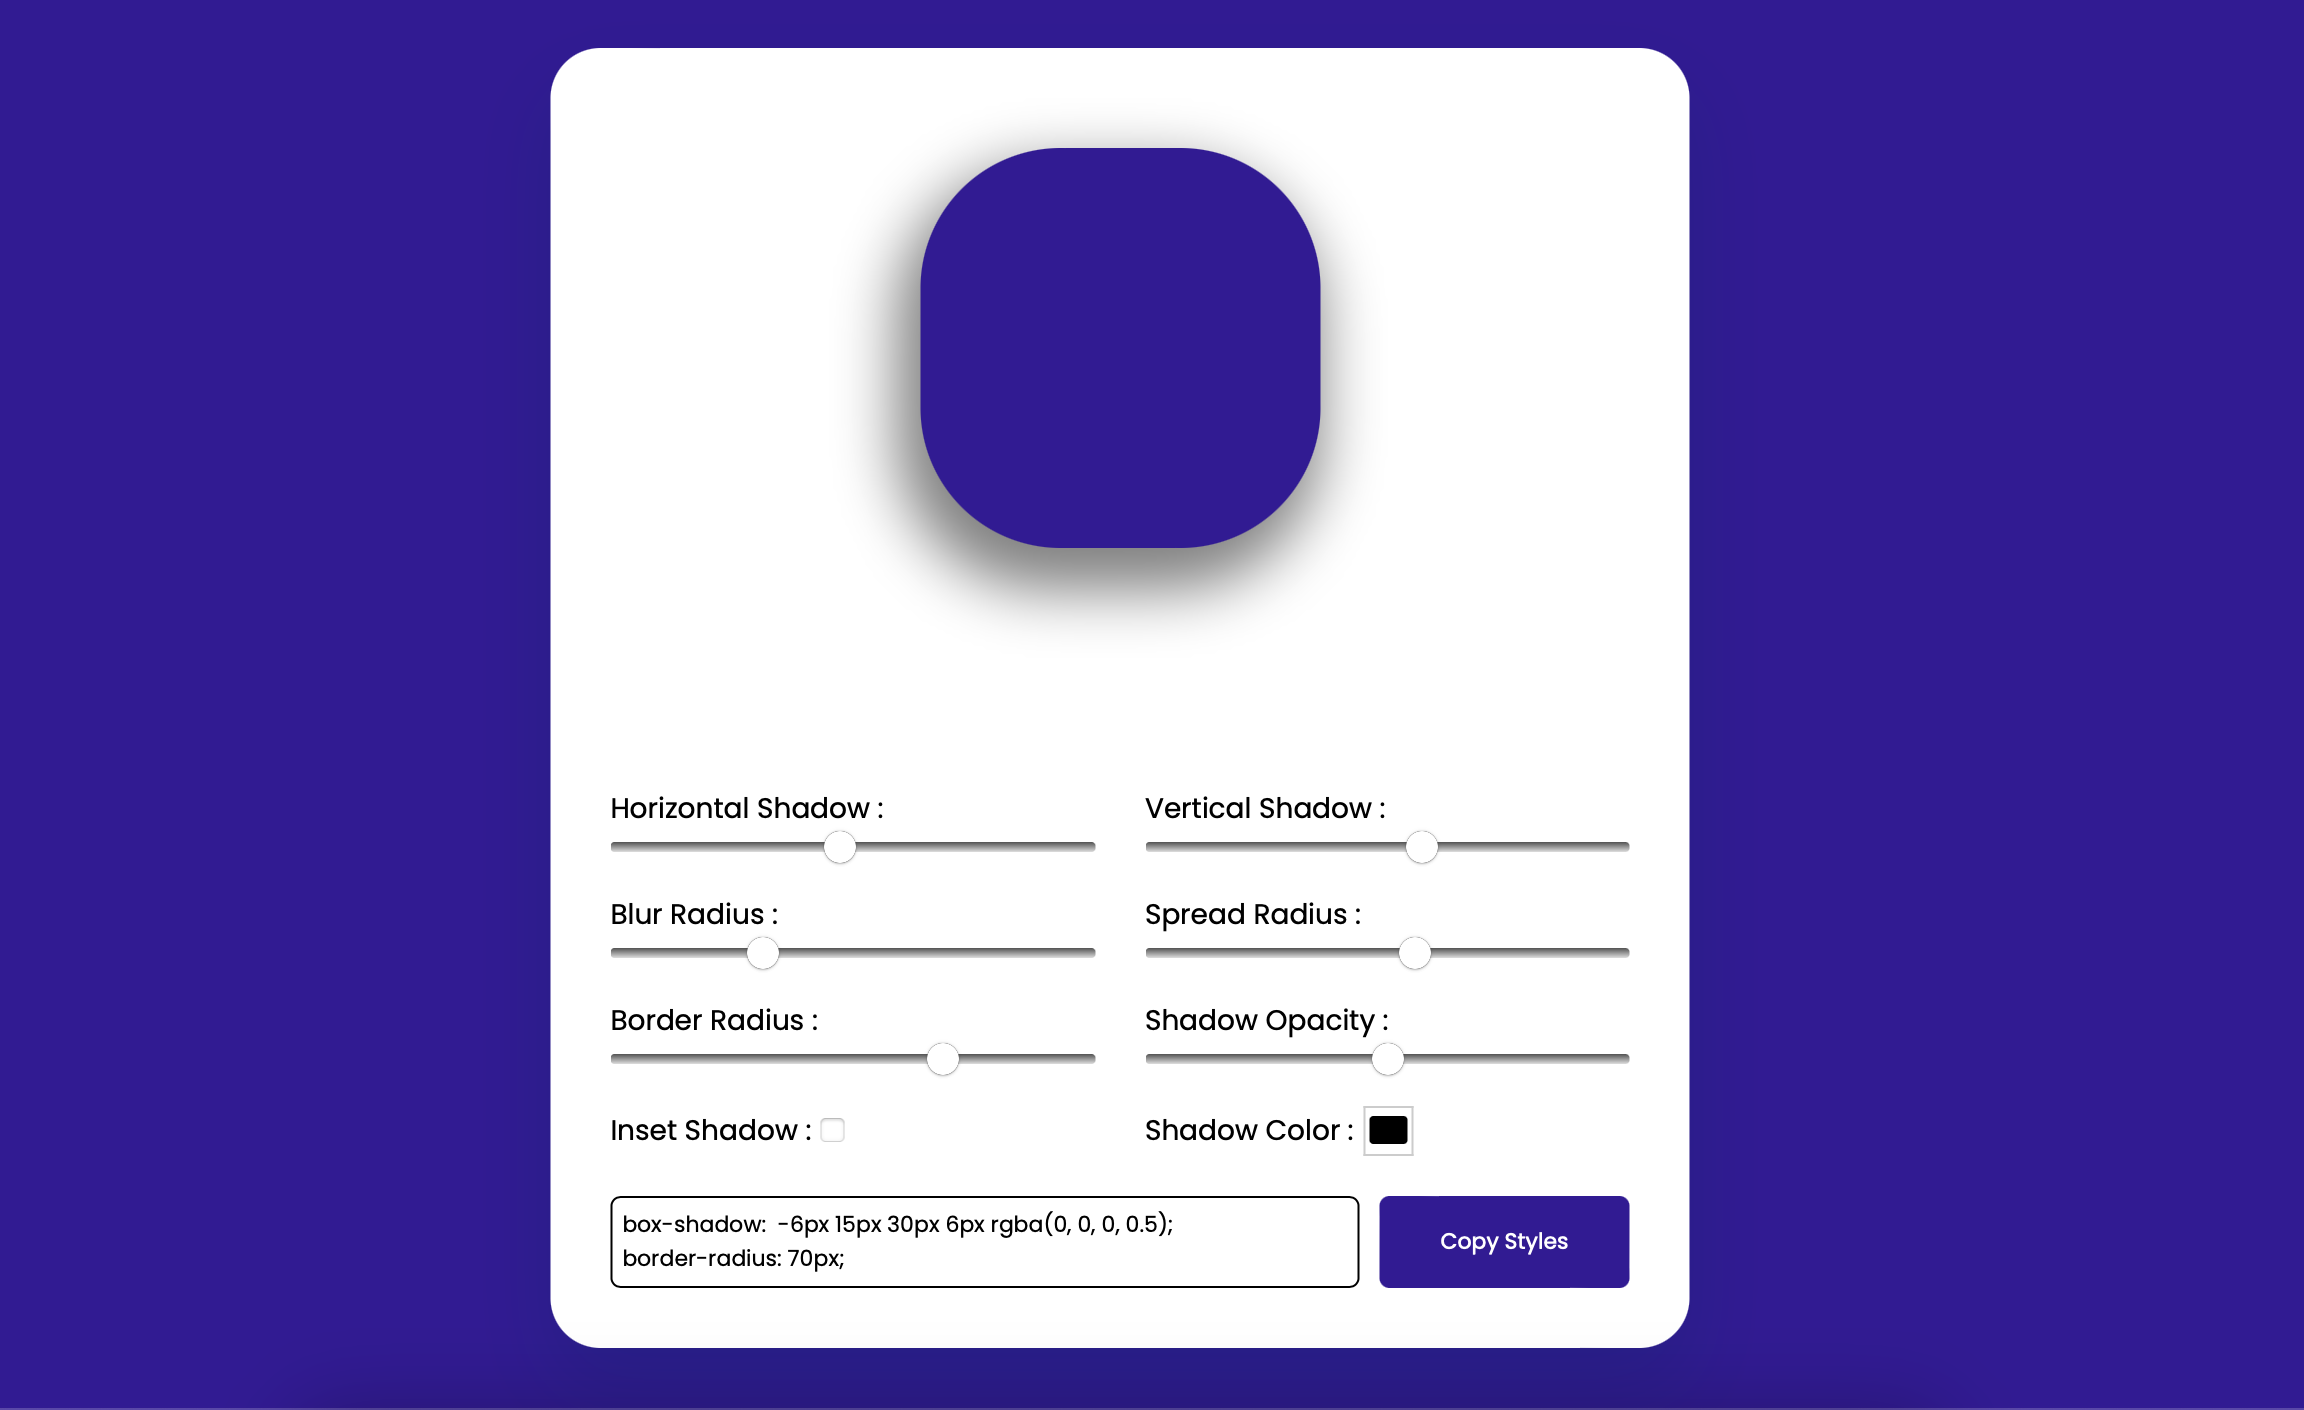 Horizontal Shadow :
Vertical Shadow :
Blur Radius :
Spread Radius :
Border Radius :
Shadow Opacity :
Inset Shadow :
Shadow Color :
box-shadow:  -6px 15px 30px 6px rgba(0, 0, 0, 0.5);
border-radius: 70px;
Copy Styles